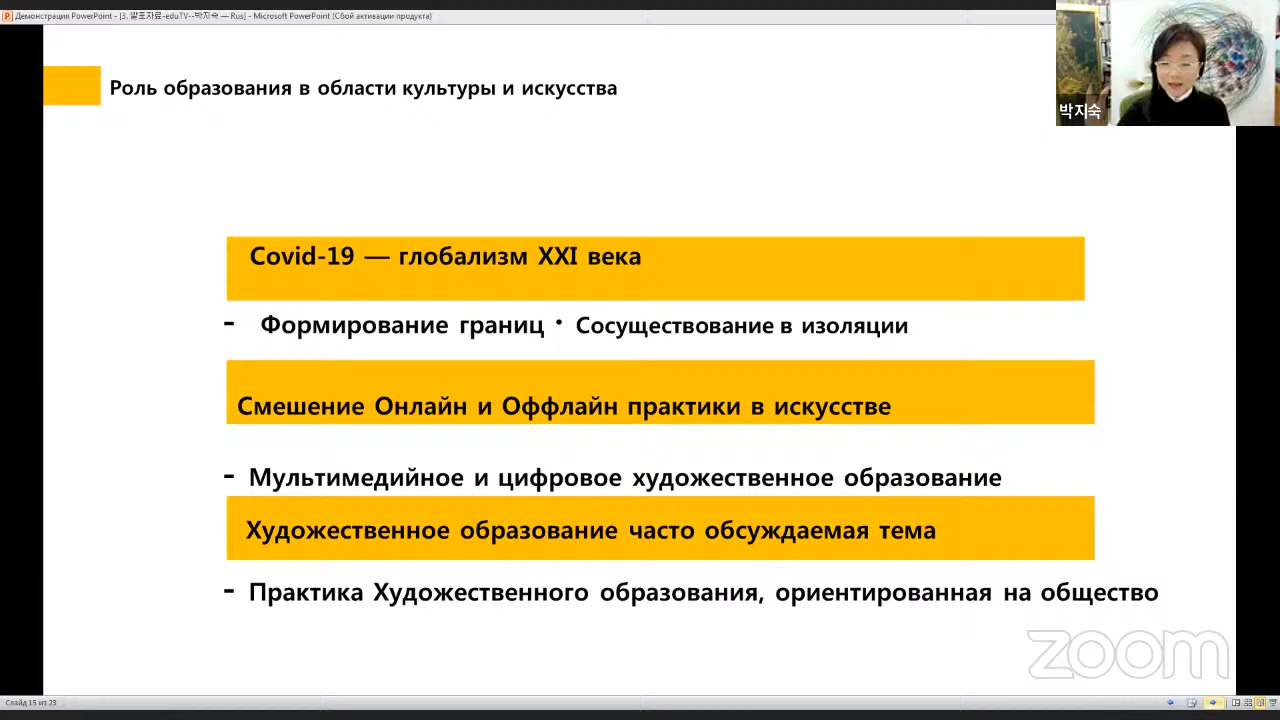 Демонстрация PowerPoint - [3. 발표자료-eduTV--박지숙 — Rus] - Microsoft PowerPoint (Сбой активации продукта)
Роль образования в области культуры и искусства
박지숙
Covid-19 — глобализм XXI века
- Формирование границ · Сосуществование в изоляции
Смешение Онлайн и Оффлайн практики в искусстве
- Мультимедийное и цифровое художественное образование
Художественное образование часто обсуждаемая тема
- Практика Художественного образования, ориентированная на общество
zoom
Слайд 15 из 23